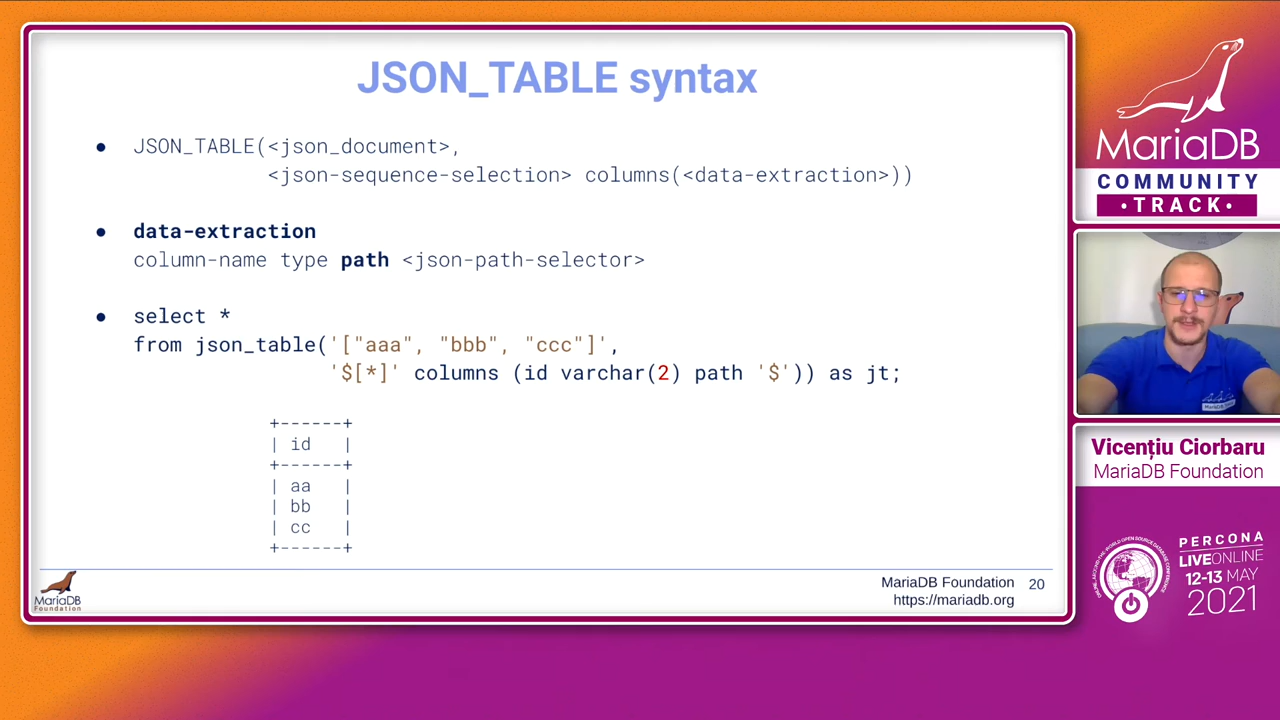 JSON_TABLE syntax
● JSON_TABLE(<json_document>,
<json-sequence-selection> columns(<data-extraction>))
● data-extraction
column-name type path <json-path-selector>
● select *
from json_table('["aaa", "bbb", "ccc"]',
'$[*]' columns (id varchar(2) path '$')) as jt;
+------+
| id   |
+------+
| aa   |
| bb   |
| cc   |
+------+
MariaDB
Foundation
MariaDB Foundation 20
https://mariadb.org
MariaDB
COMMUNITY
•TRACK•
Vicențiu Ciorbaru
MariaDB Foundation
PERCONA
LIVEONLINE
12-13 MAY
2021